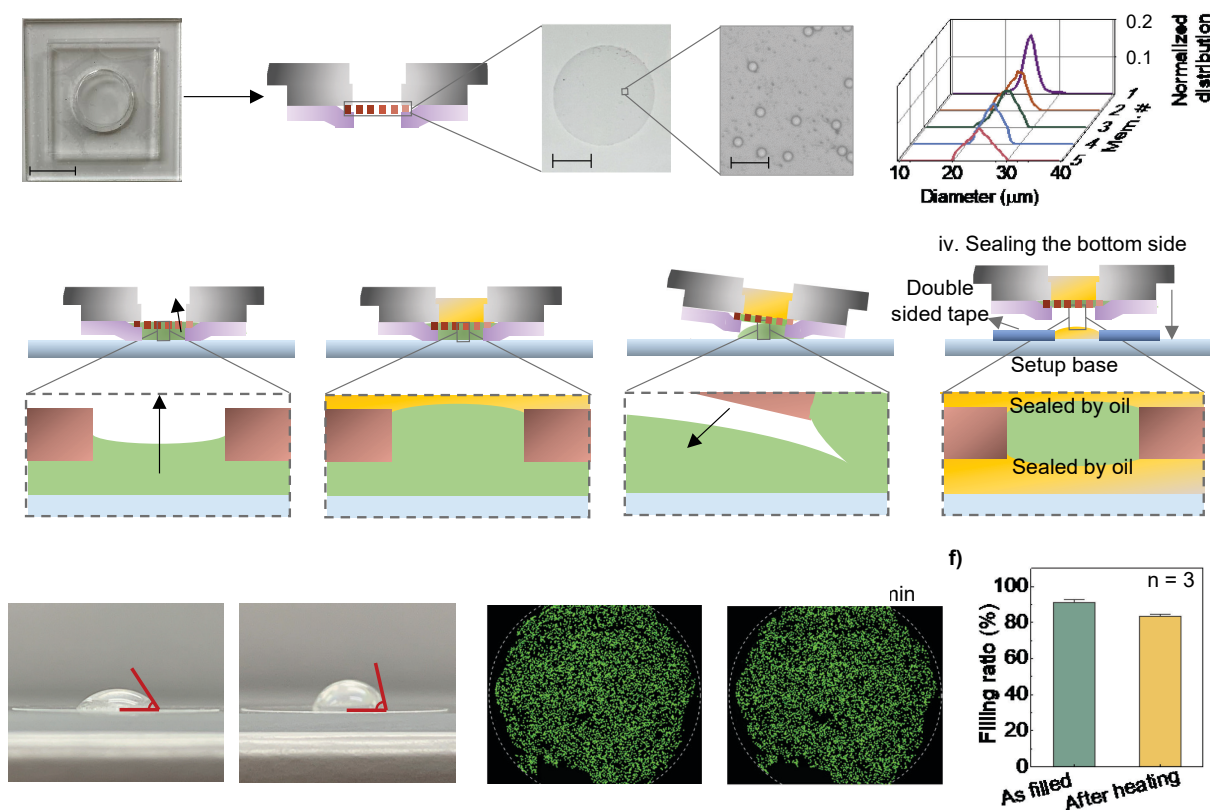 0.2
0.1
Normalized
distribution
1
2
3
4
5
Mem. #
10
20
30
40
Diameter (μm)
iv. Sealing the bottom side
Double
sided tape
Setup base
Sealed by oil
Sealed by oil
f)
n = 3
100
80
60
40
20
0
Filling ratio (%)
As filled
After heating